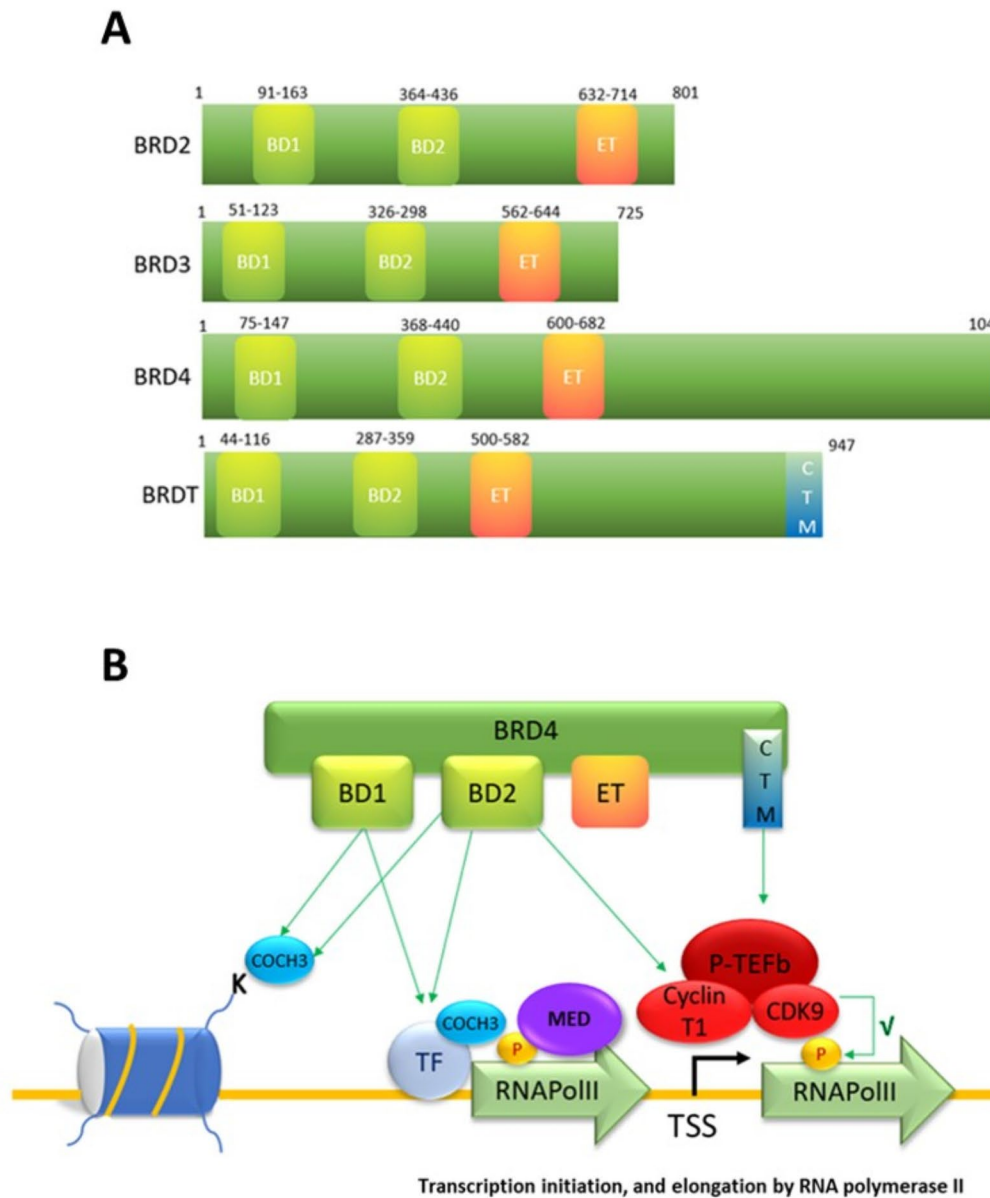 A
1 91-163 364-436 632-714 801
BRD2 BD1 BD2 ET
1 51-123 326-298 562-644 725
BRD3 BD1 BD2 ET
1 75-147 368-440 600-682 104
BRD4 BD1 BD2 ET
1 44-116 287-359 500-582 947
BRDT BD1 BD2 ET
C
T
M
B
BRD4
BD1 BD2 ET
C
T
M
COCH3
K
P-TEFb
Cyclin
T1
CDK9
COCH3
MED
TF
P
RNAPolII
TSS
√
P
RNAPolII
Transcription initiation, and elongation by RNA polymerase II